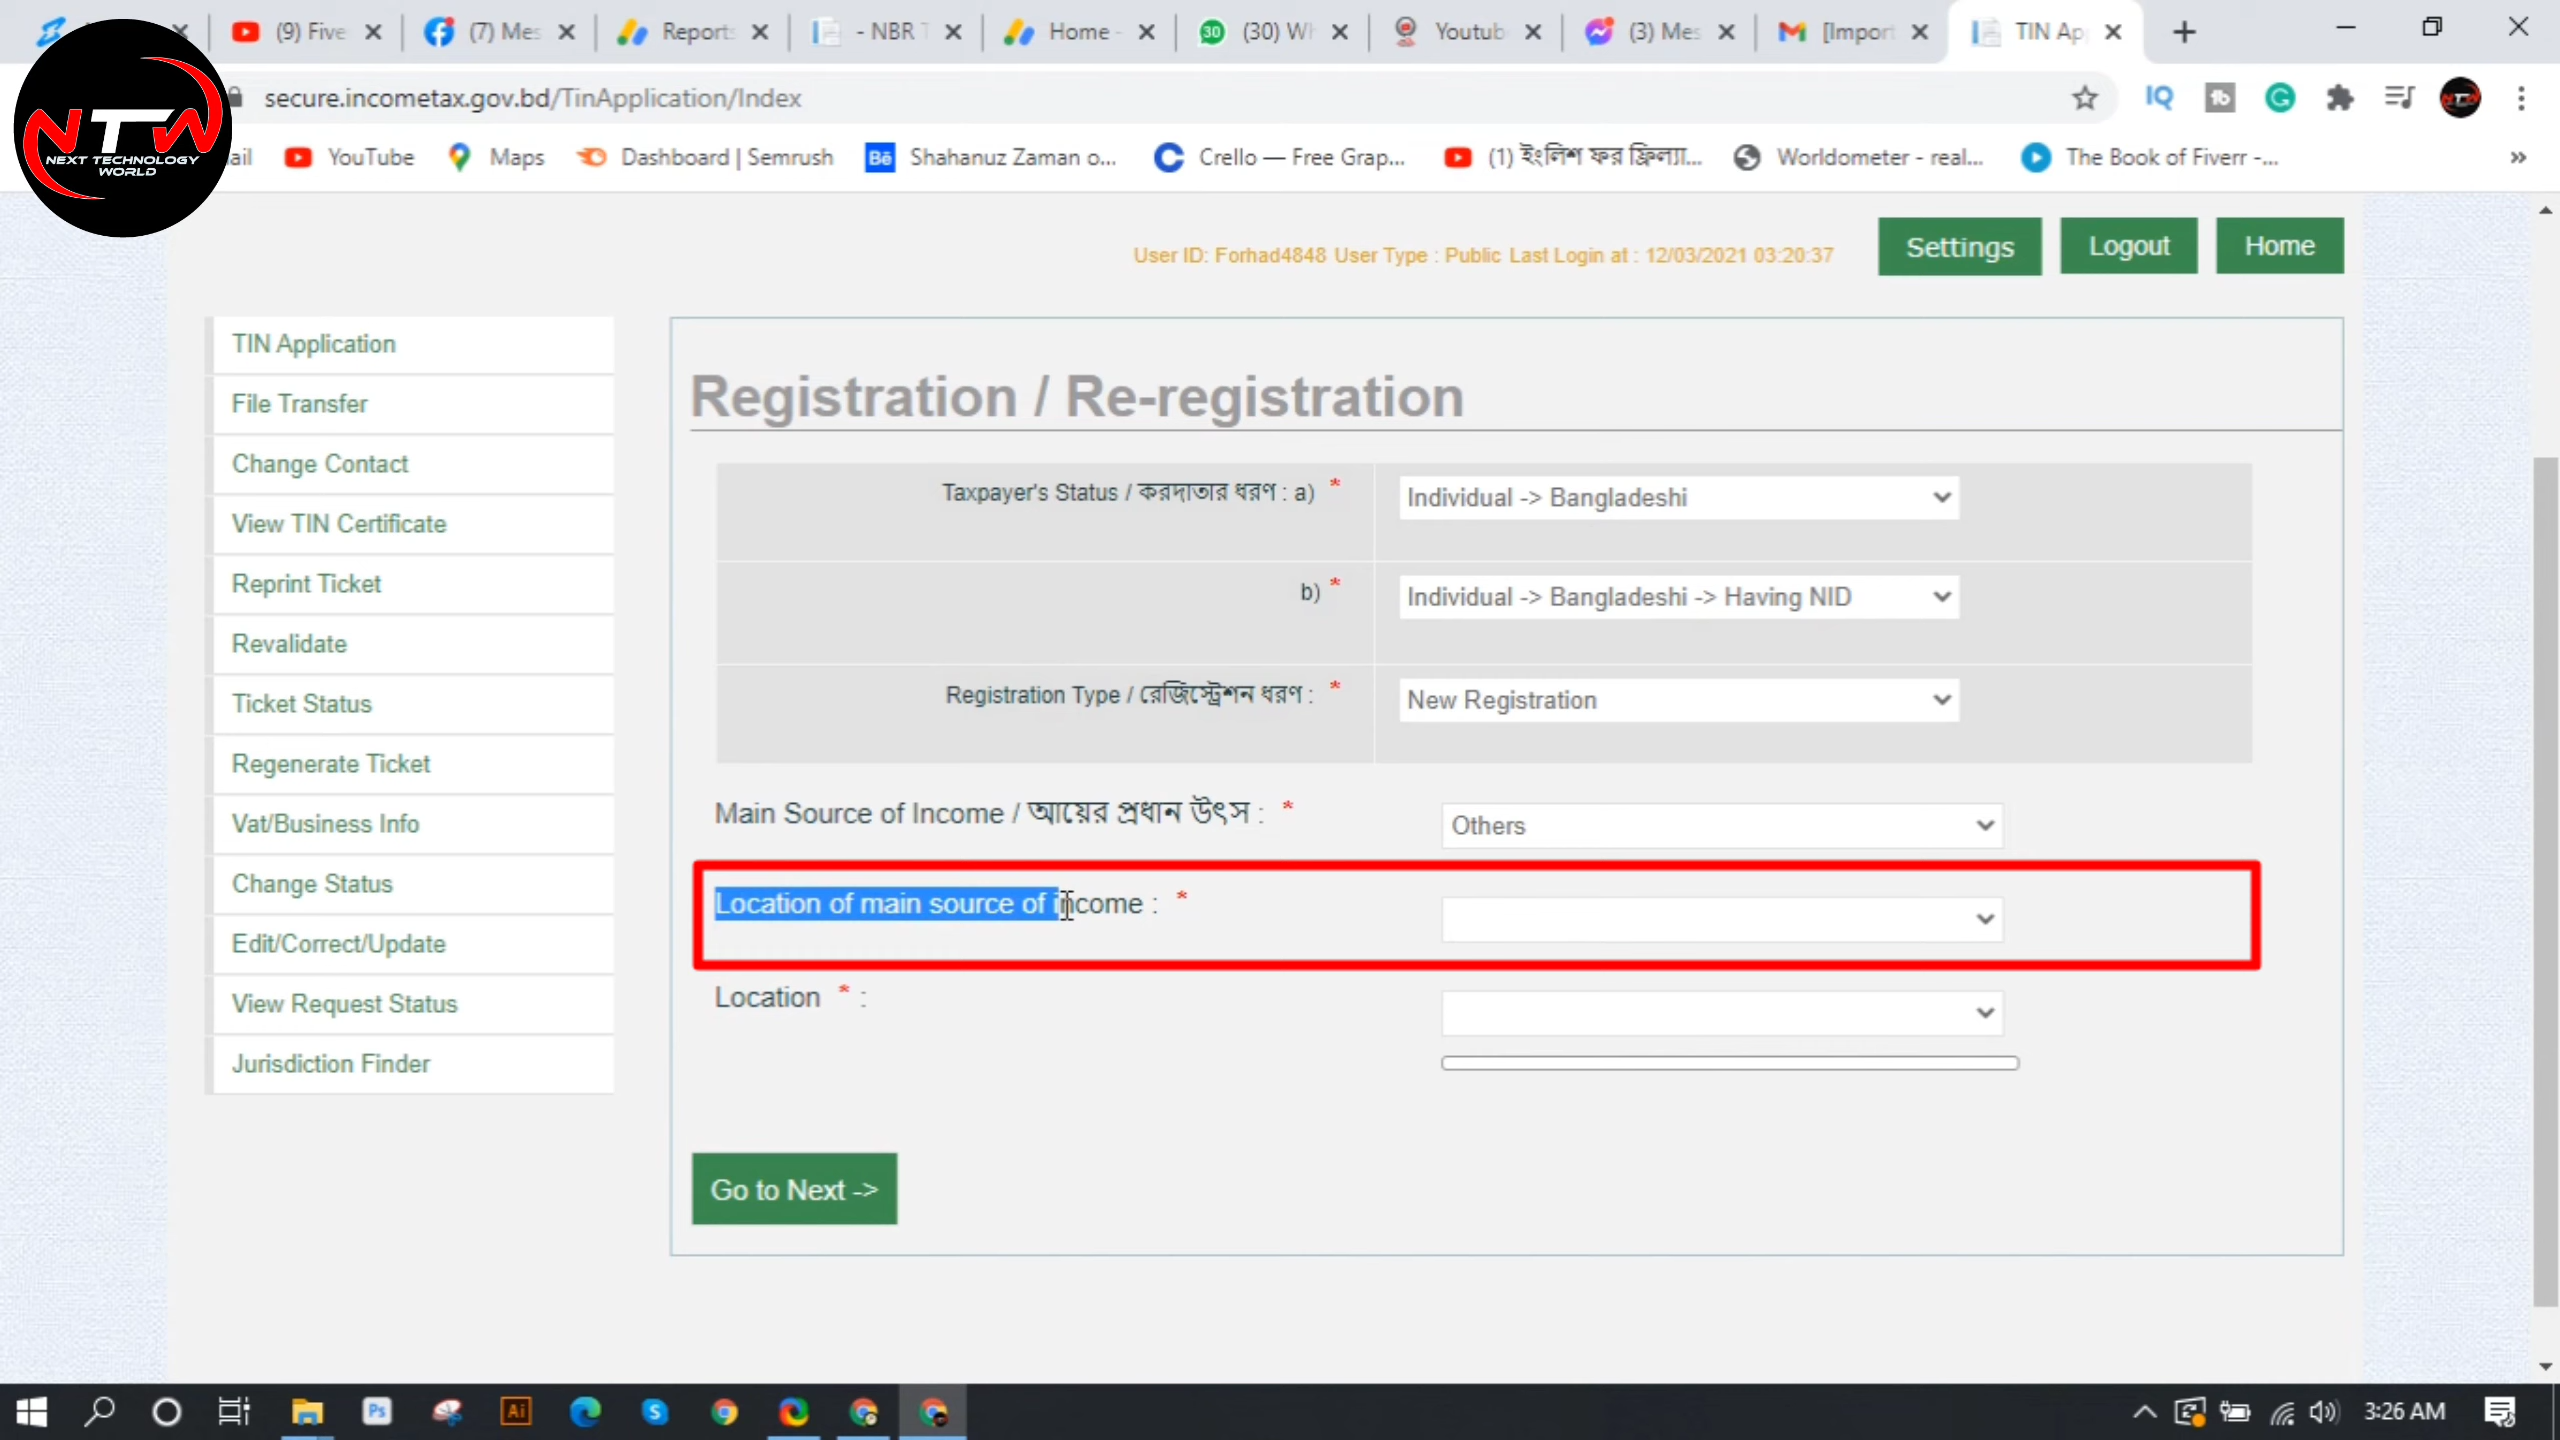 (9) Five
(7) Mes
Reports
- NBR T
Home -
30
(30) Wh
Youtub
(3) Mes
[Import
TIN Ap
secure.incometax.gov.bd/TinApplication/Index
IQ
NTW
NEXT TECHNOLOGY
WORLD
ail
YouTube
Maps
Dashboard | Semrush
Bē
Shahanuz Zaman o...
Crello — Free Grap...
(1) ইংলিশ ফর ফ্রিল্যা...
Worldometer - real...
The Book of Fiverr -...
»
User ID: Forhad4848 User Type : Public Last Login at : 12/03/2021 03:20:37
Settings
Logout
Home
TIN Application
File Transfer
Change Contact
View TIN Certificate
Reprint Ticket
Revalidate
Ticket Status
Regenerate Ticket
Vat/Business Info
Change Status
Edit/Correct/Update
View Request Status
Jurisdiction Finder
Registration / Re-registration
Taxpayer's Status / করদাতার ধরণ : a) *
Individual -> Bangladeshi
b) *
Individual -> Bangladeshi -> Having NID
Registration Type / রেজিস্ট্রেশন ধরণ : *
New Registration
Main Source of Income / আয়ের প্রধান উৎস : *
Others
Location of main source of income : *
Location * :
Go to Next ->
Ps
Ai
S
3:26 AM